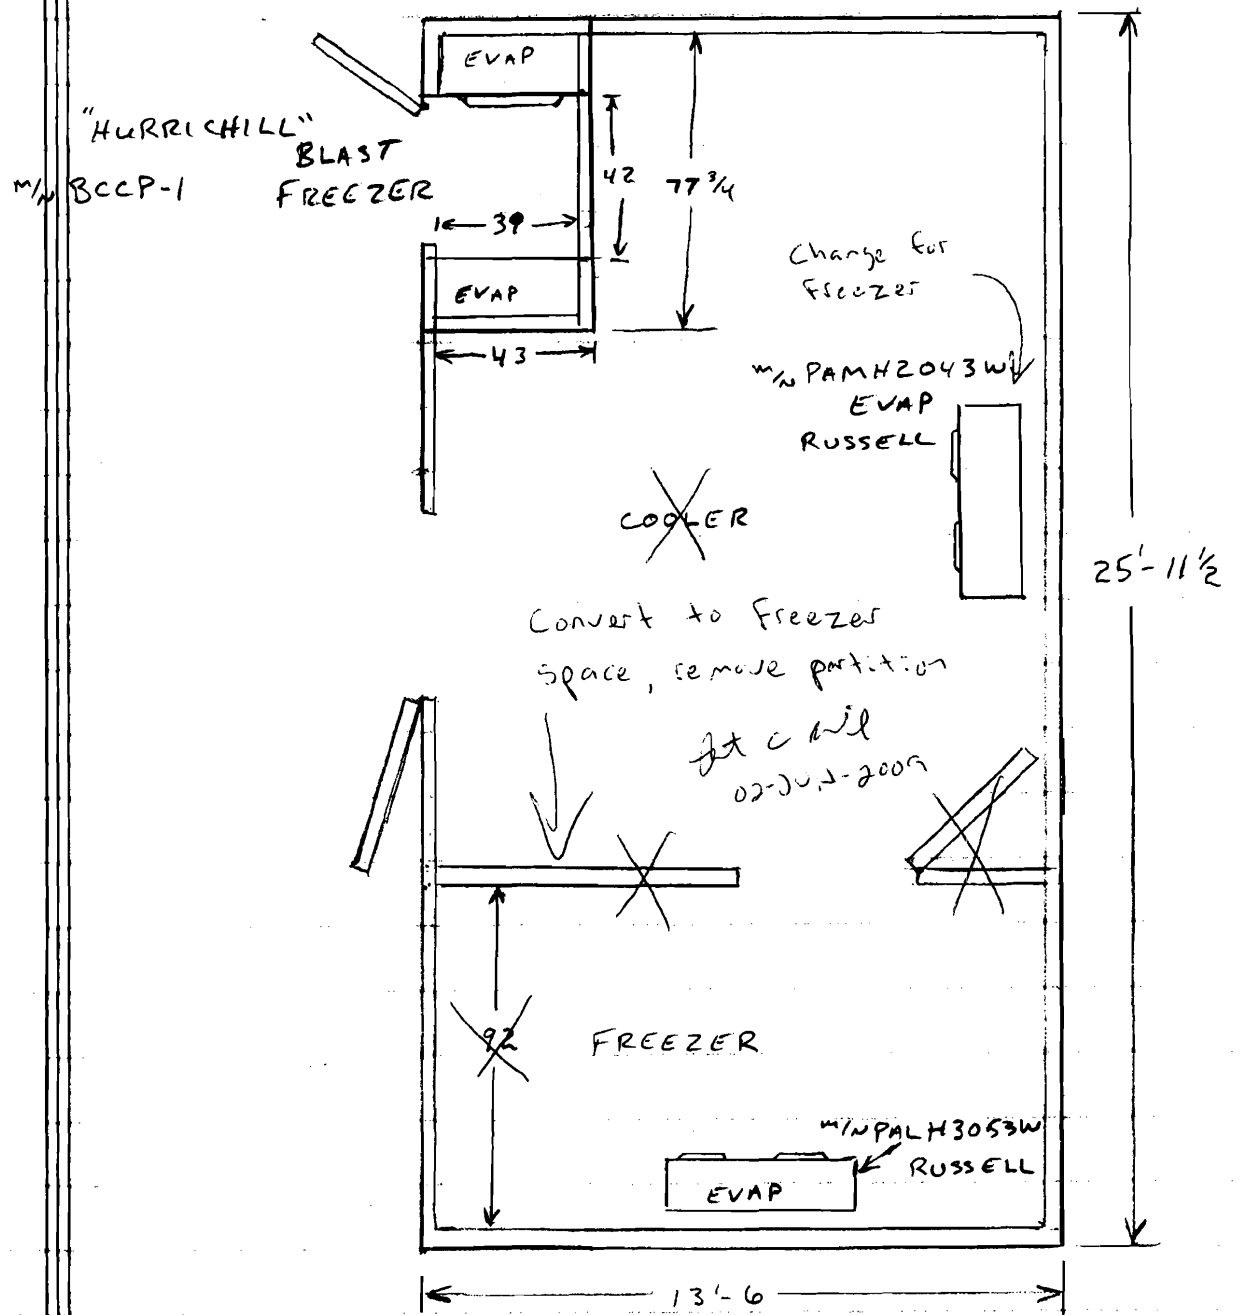 EVAP
"HURRICHILL"
BLAST
m/n BCCP-1 FREEZER
42
77 3/4
39
Change for
Freezer
EVAP
43
m/n PAMH2043W
EVAP
RUSSELL
COOLER
25'-11 1/2
Convert to Freezer
space, remove partition
02-JUN-2009
92
FREEZER
m/n PALH3053W
RUSSELL
EVAP
13'-6